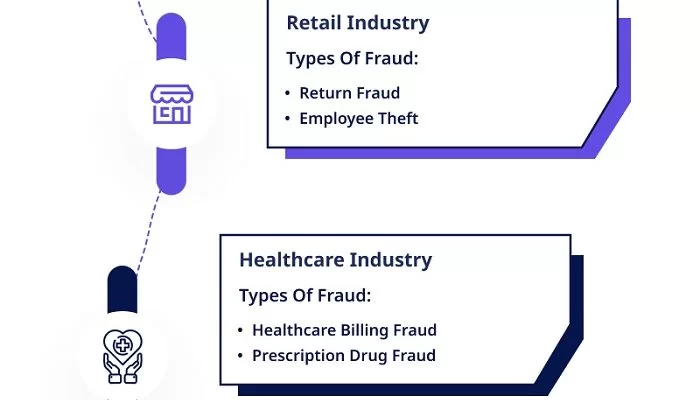 Retail Industry
Types Of Fraud:
• Return Fraud
• Employee Theft
Healthcare Industry
Types Of Fraud:
• Healthcare Billing Fraud
• Prescription Drug Fraud